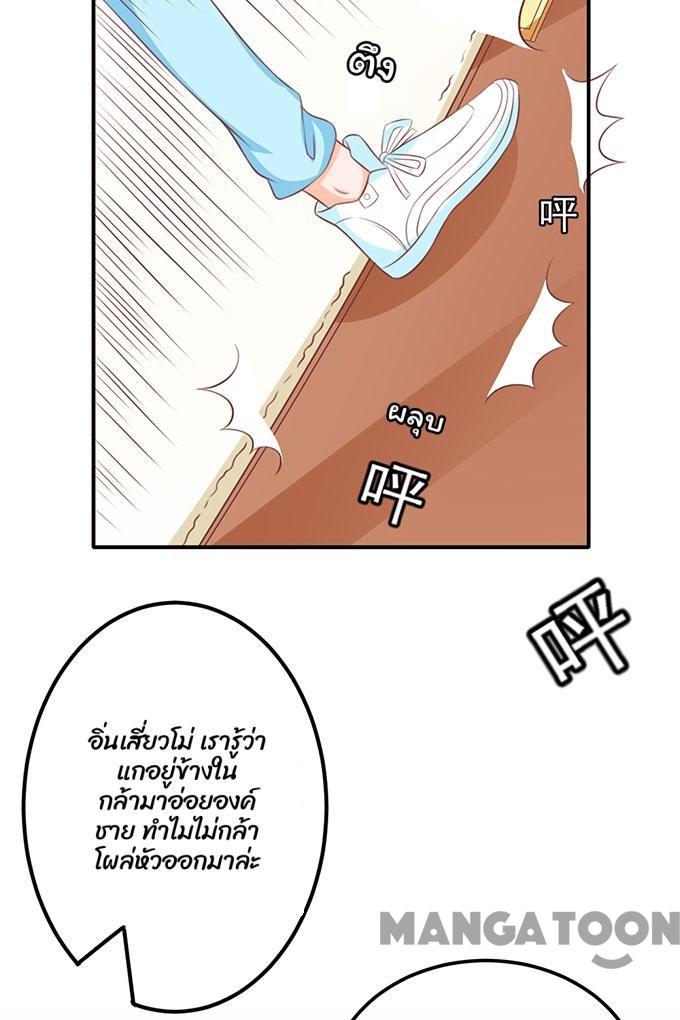 ตึง
呯
ผลุบ
呯
呯
อิ่นเสี่ยวโม่ เรารู้ว่า
แกอยู่ข้างใน
กล้ามาอ่อยองค์
ชาย ทำไมไม่กล้า
โผล่หัวออกมาล่ะ
MANGATOON